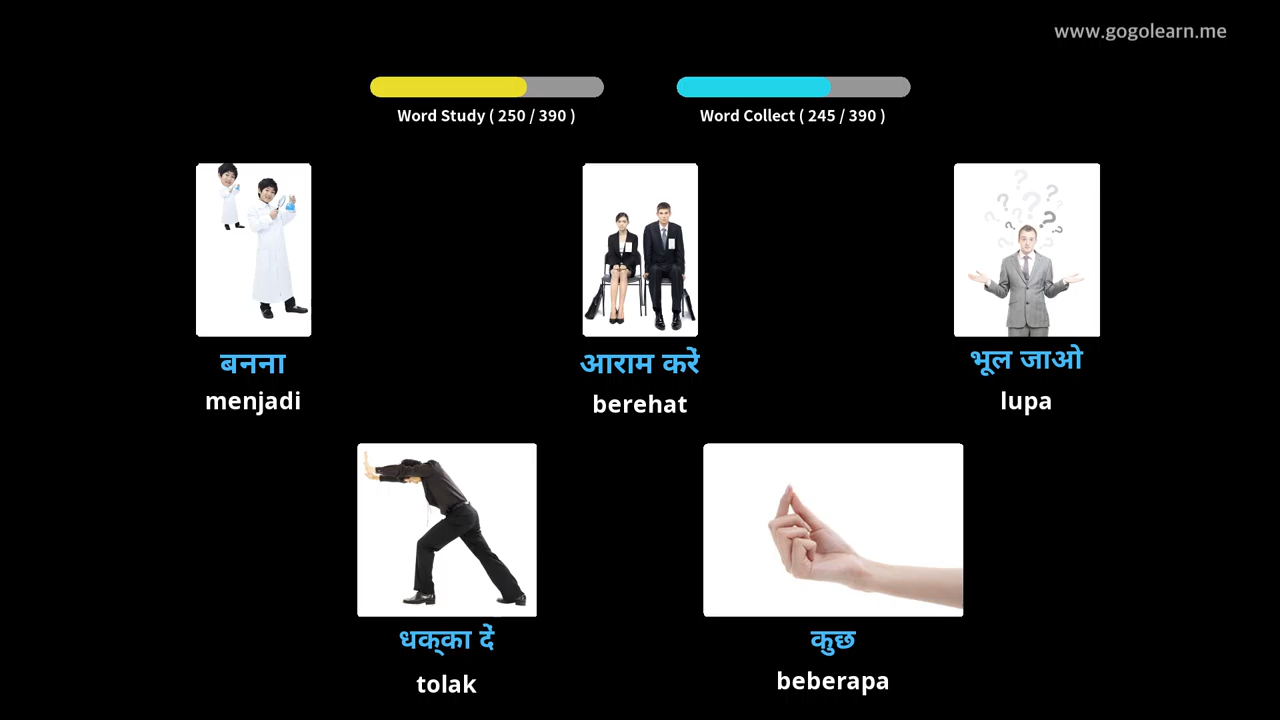 www.gogolearn.me
Word Study ( 250 / 390 )
Word Collect ( 245 / 390 )
बनना
menjadi
आराम करें
berehat
भूल जाओ
lupa
धक्का दें
tolak
कुछ
beberapa